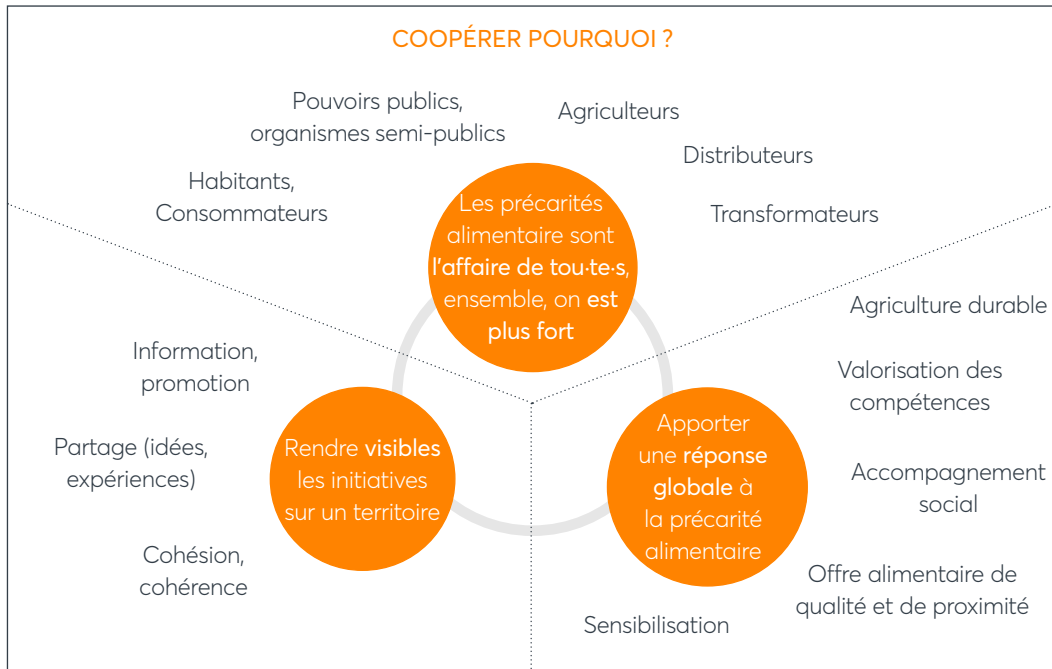 COOPÉRER POURQUOI ?
Pouvoirs publics,
organismes semi-publics
Agriculteurs
Distributeurs
Habitants,
Consommateurs
Transformateurs
Les précarités
alimentaire sont
l'affaire de tou·te·s,
ensemble, on est
plus fort
Information,
promotion
Partage (idées,
expériences)
Cohésion,
cohérence
Rendre visibles
les initiatives
sur un territoire
Apporter
une réponse
globale à
la précarité
alimentaire
Agriculture durable
Valorisation des
compétences
Accompagnement
social
Offre alimentaire de
qualité et de proximité
Sensibilisation